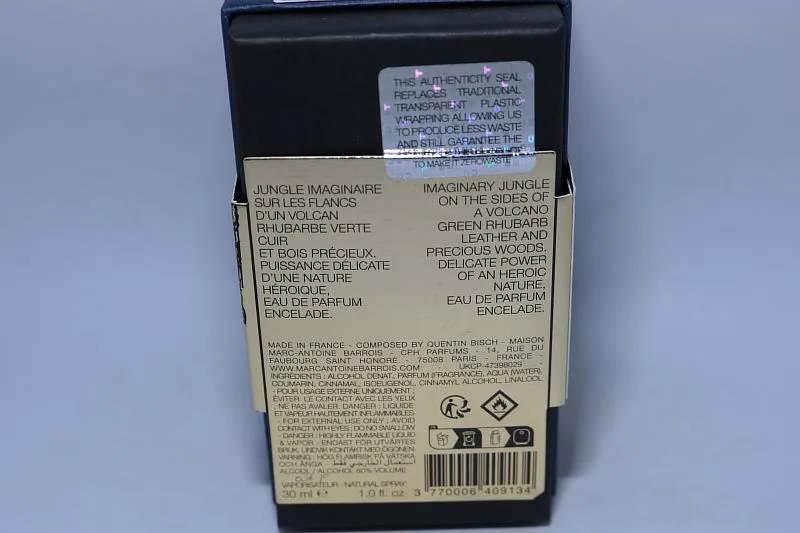 THIS AUTHENTICITY SEAL
REPLACES TRADITIONAL
TRANSPARENT PLASTIC
WRAPPING ALLOWING US
TO PRODUCE LESS WASTE
AND STILL GARANTEE THE
TO MAKE IT ZEROWASTE
JUNGLE IMAGINAIRE
SUR LES FLANCS
D'UN VOLCAN
RHUBARBE VERTE
CUIR
ET BOIS PRÉCIEUX.
PUISSANCE DÉLICATE
D'UNE NATURE
HÉROIQUE,
EAU DE PARFUM
ENCELADE.
IMAGINARY JUNGLE
ON THE SIDES OF
A VOLCANO
GREEN RHUBARB
LEATHER AND
PRECIOUS WOODS.
DELICATE POWER
OF AN HEROIC
NATURE,
EAU DE PARFUM
ENCELADE.
MADE IN FRANCE - COMPOSED BY QUENTIN BISCH - MAISON
MARC-ANTOINE BARROIS - CPH PARFUMS - 14, RUE DU
FAUBOURG SAINT HONORÉ - 75008 PARIS - FRANCE -
WWW.MARCANTOINEBARROIS.COM - UKCP-47398029
INGRÉDIENTS : ALCOHOL DENAT., PARFUM (FRAGRANCE), AQUA (WATER),
COUMARIN, CINNAMAL, ISOEUGENOL, CINNAMYL ALCOHOL, LINALOOL
- POUR USAGE EXTERNE UNIQUEMENT ;
ÉVITER LE CONTACT AVEC LES YEUX
; NE PAS AVALER. DANGER : LIQUIDE
ET VAPEUR HAUTEMENT INFLAMMABLES
- FOR EXTERNAL USE ONLY ; AVOID
CONTACT WITH EYES ; DO NOT SWALLOW
- DANGER : HIGHLY FLAMMABLE LIQUID
& VAPOR - ENDAST FÖR UTVÄRTES
BRUK, UNDVIK KONTAKT MED ÖGONEN,
VARNING : HÖG FLAMRISK PÅ VÄTSKA
OCH ÅNGA - استعمال الخارجي فقط -
ALCOOL / ALCOHOL 80% VOLUME
VAPORISATEUR - NATURAL SPRAY
30 ml ℮ 1.0 fl. oz
FR
3 770006 409134